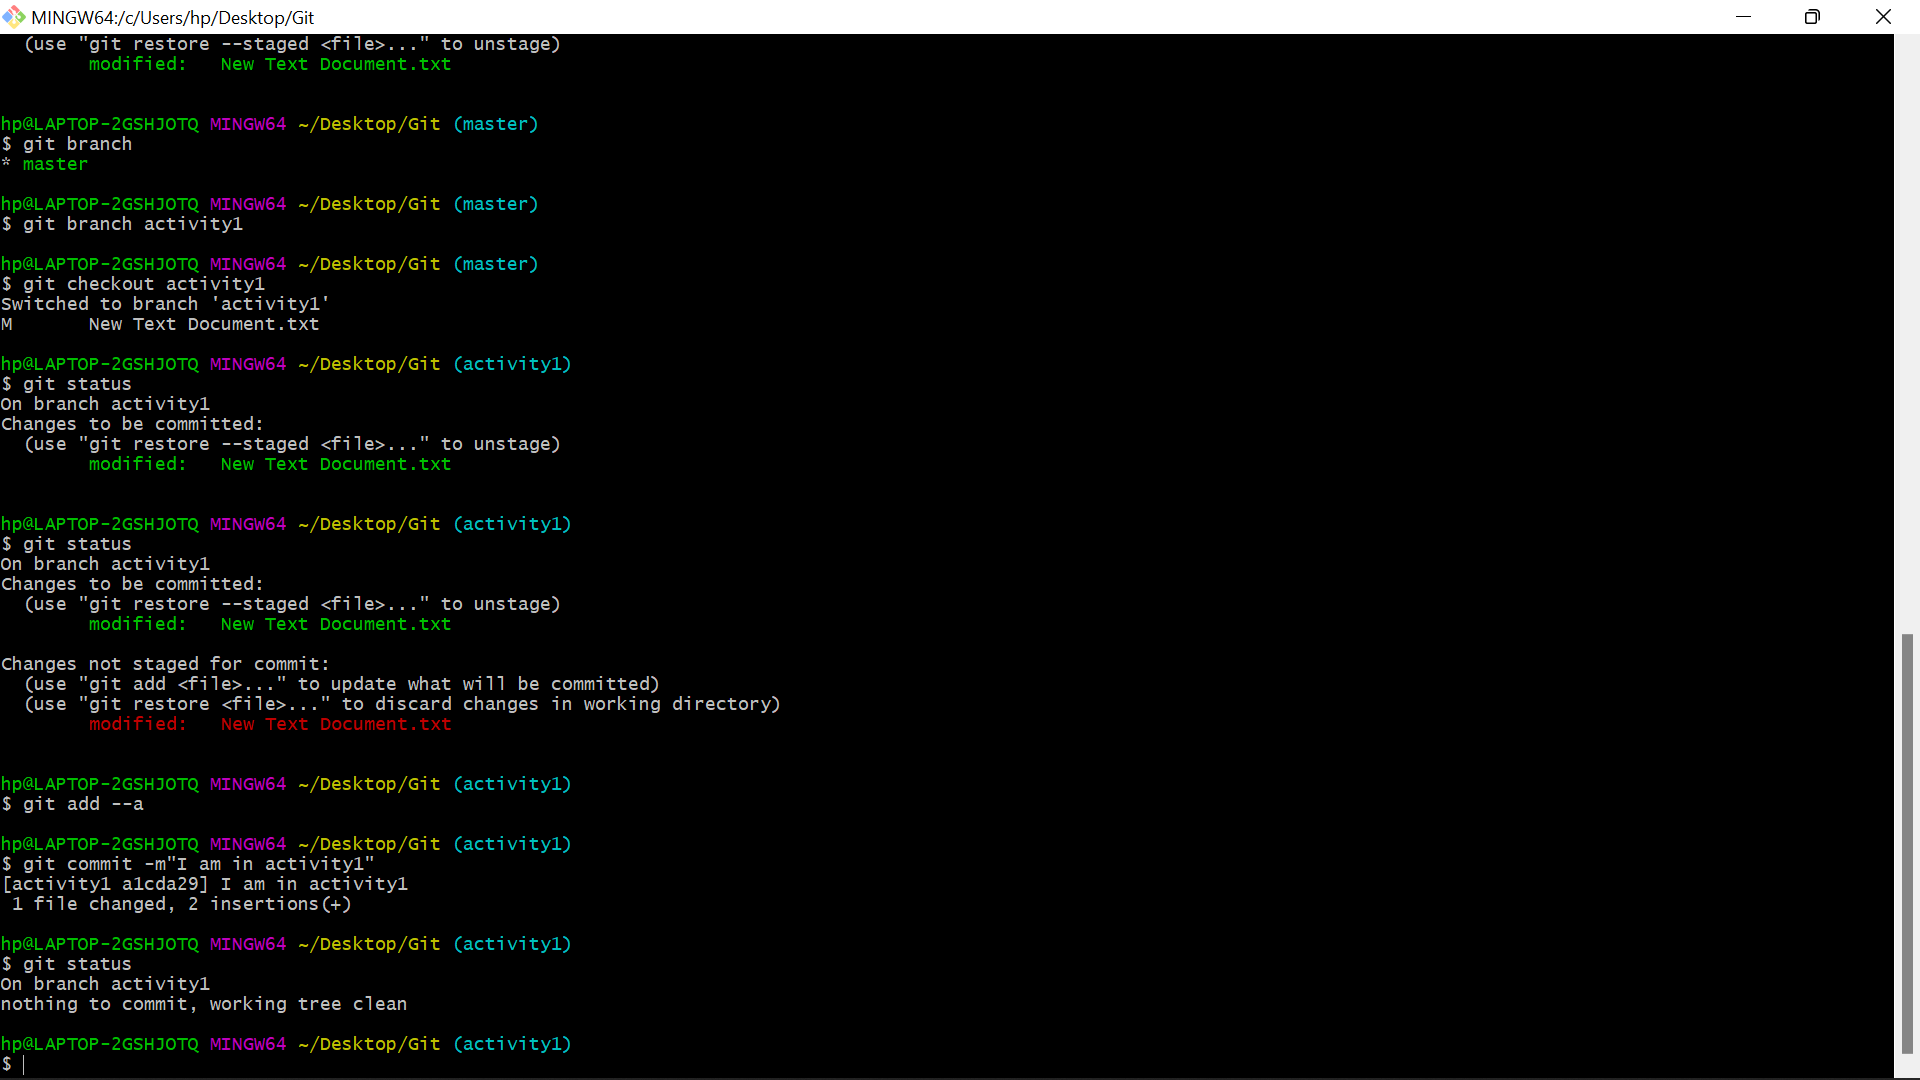 MINGW64:/c/Users/hp/Desktop/Git
(use "git restore --staged <file>..." to unstage)
modified:   New Text Document.txt
hp@LAPTOP-2GSHJOTQ MINGW64 ~/Desktop/Git (master)
$ git branch
* master
hp@LAPTOP-2GSHJOTQ MINGW64 ~/Desktop/Git (master)
$ git branch activity1
hp@LAPTOP-2GSHJOTQ MINGW64 ~/Desktop/Git (master)
$ git checkout activity1
Switched to branch 'activity1'
M       New Text Document.txt
hp@LAPTOP-2GSHJOTQ MINGW64 ~/Desktop/Git (activity1)
$ git status
On branch activity1
Changes to be committed:
(use "git restore --staged <file>..." to unstage)
modified:   New Text Document.txt
hp@LAPTOP-2GSHJOTQ MINGW64 ~/Desktop/Git (activity1)
$ git status
On branch activity1
Changes to be committed:
(use "git restore --staged <file>..." to unstage)
modified:   New Text Document.txt
Changes not staged for commit:
(use "git add <file>..." to update what will be committed)
(use "git restore <file>..." to discard changes in working directory)
modified:   New Text Document.txt
hp@LAPTOP-2GSHJOTQ MINGW64 ~/Desktop/Git (activity1)
$ git add --a
hp@LAPTOP-2GSHJOTQ MINGW64 ~/Desktop/Git (activity1)
$ git commit -m"I am in activity1"
[activity1 a1cda29] I am in activity1
1 file changed, 2 insertions(+)
hp@LAPTOP-2GSHJOTQ MINGW64 ~/Desktop/Git (activity1)
$ git status
On branch activity1
nothing to commit, working tree clean
hp@LAPTOP-2GSHJOTQ MINGW64 ~/Desktop/Git (activity1)
$